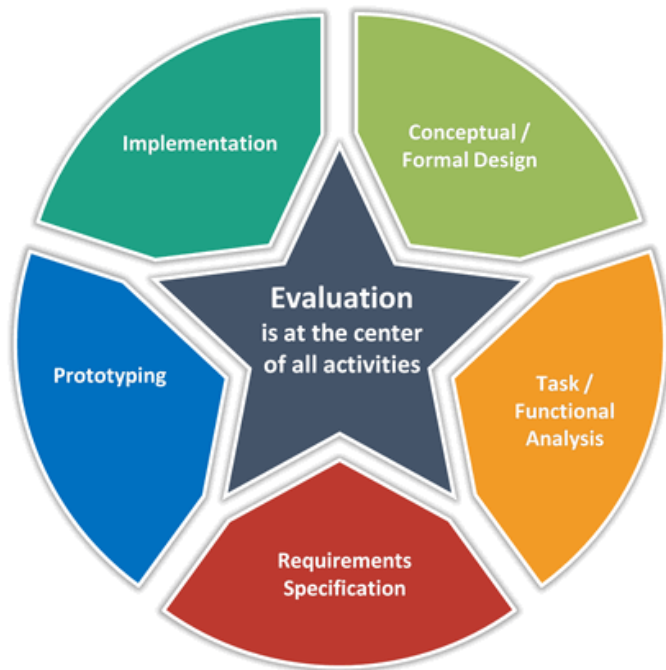 Implementation
Conceptual /
Formal Design
Evaluation
is at the center
of all activities
Prototyping
Task /
Functional
Analysis
Requirements
Specification